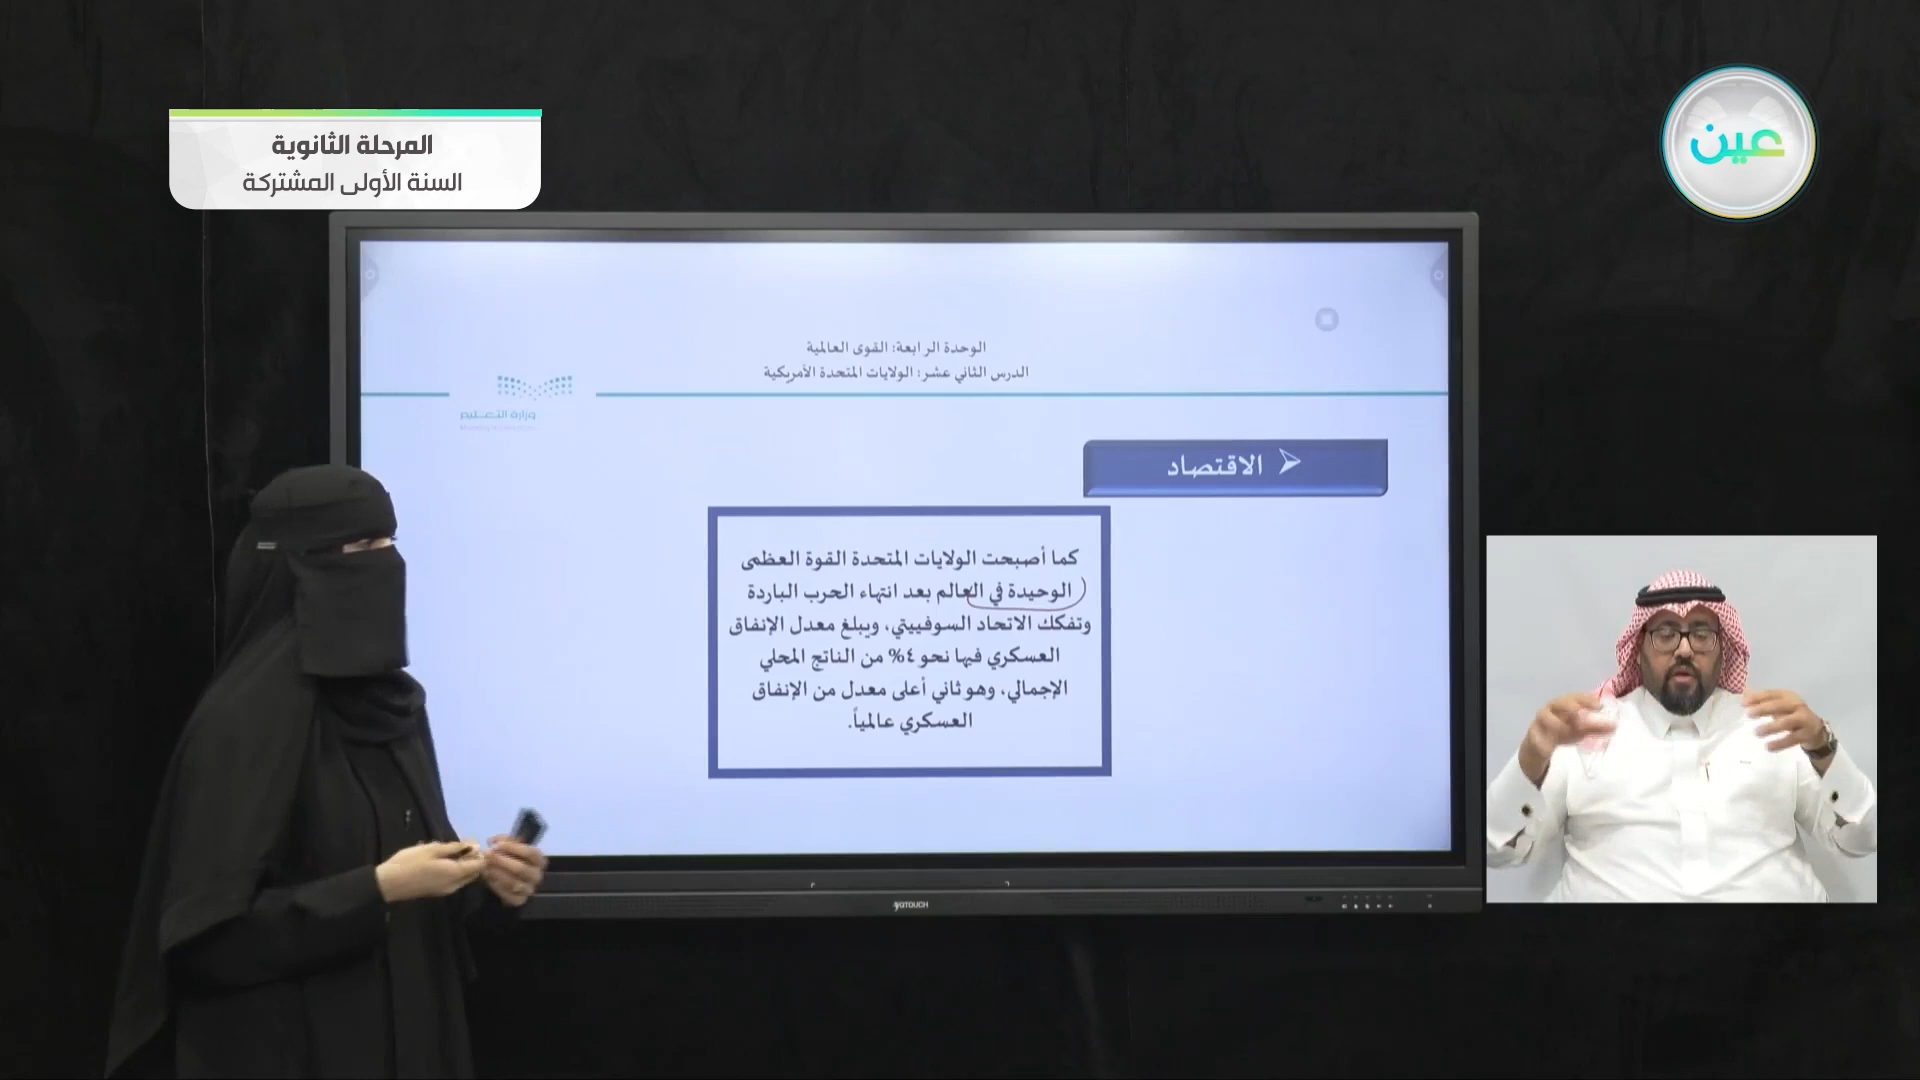 المرحلة الثانوية
السنة الأولى المشتركة
عين
الوحدة الرابعة: القوى العالمية
الدرس الثاني عشر: الولايات المتحدة الأمريكية
وزارة التعليم
الاقتصاد
كما أصبحت الولايات المتحدة القوة العظمى
الوحيدة في العالم بعد انتهاء الحرب الباردة
وتفكك الاتحاد السوفييتي، ويبلغ معدل الإنفاق
العسكري فيها نحو ٤% من الناتج المحلي
الإجمالي، وهو ثاني أعلى معدل من الإنفاق
العسكري عالمياً.